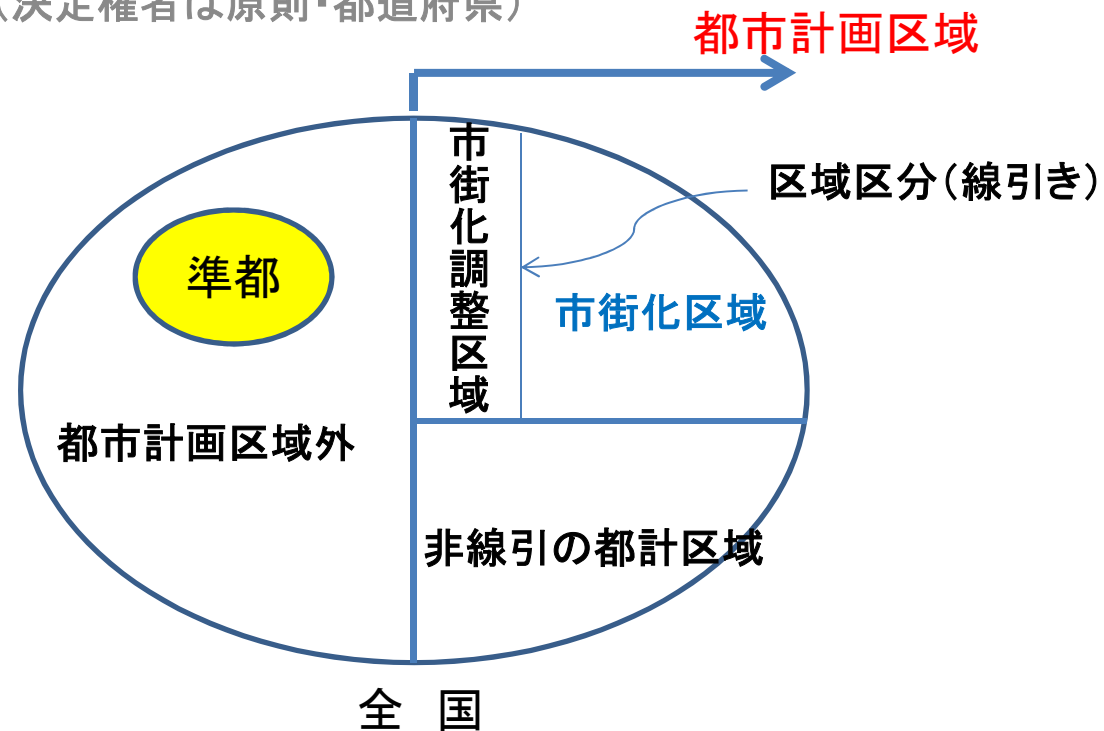 （決定権者は原則・都道府県）
都市計画区域
市街化調整区域
区域区分（線引き）
準都
市街化区域
都市計画区域外
非線引の都計区域
全 国